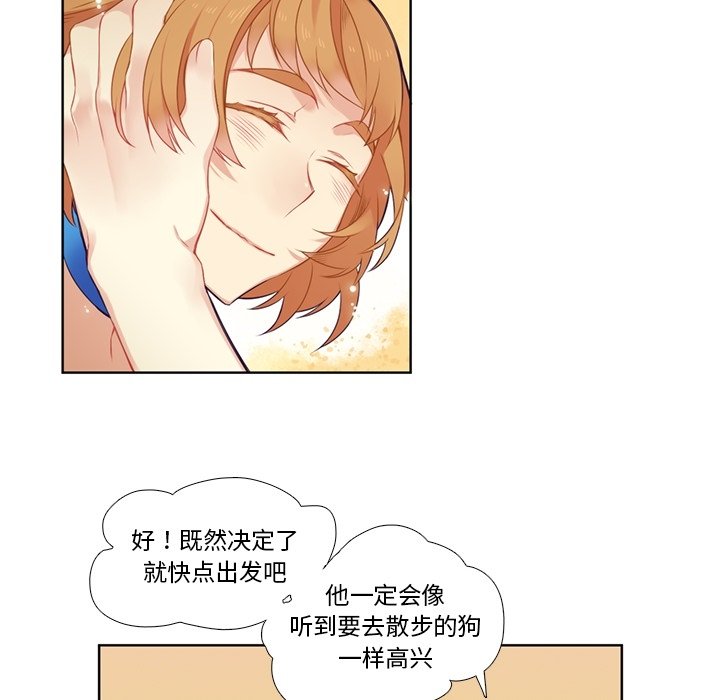 好！既然决定了
就快点出发吧
他一定会像
听到要去散步的狗
一样高兴